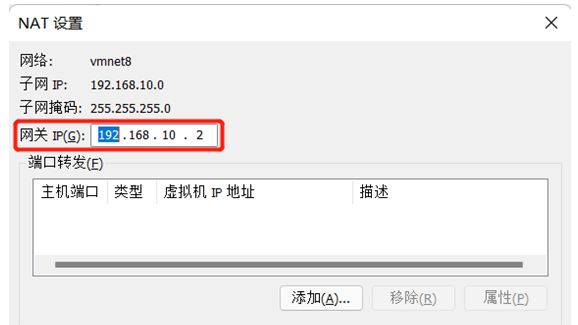 NAT 设置
网络: vmnet8
子网 IP: 192.168.10.0
子网掩码: 255.255.255.0
网关 IP(G): 192 . 168 . 10 . 2
端口转发(F)
主机端口 类型 虚拟机 IP 地址 描述
添加(A)... 移除(R) 属性(P)